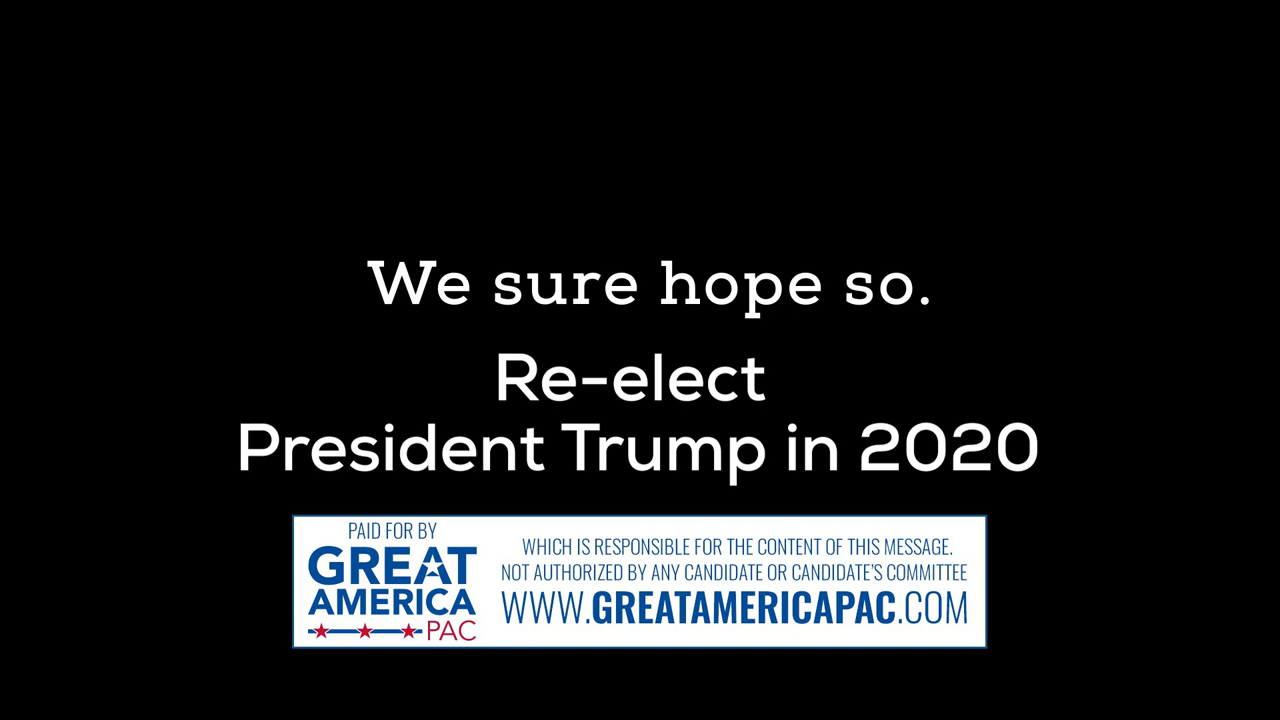 We sure hope so.
Re-elect
President Trump in 2020
PAID FOR BY
GREAT
AMERICA
PAC
WHICH IS RESPONSIBLE FOR THE CONTENT OF THIS MESSAGE.
NOT AUTHORIZED BY ANY CANDIDATE OR CANDIDATE'S COMMITTEE
WWW.GREATAMERICAPAC.COM